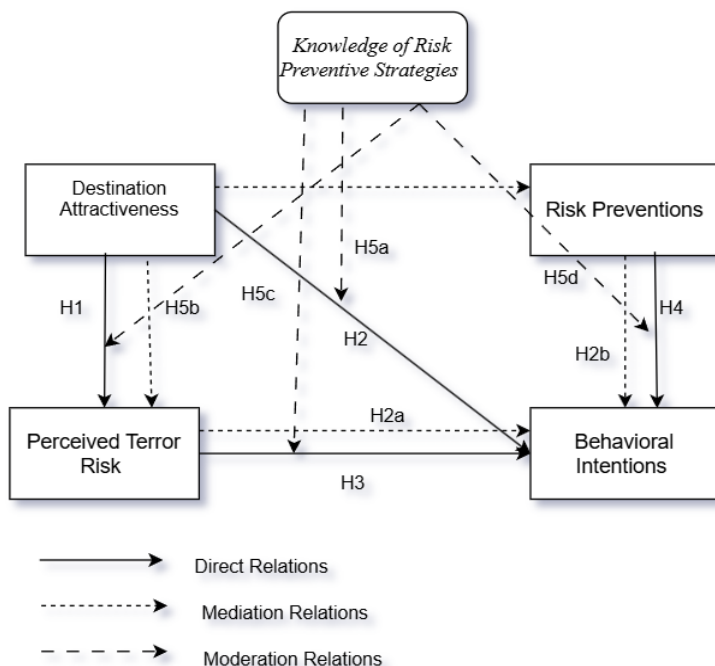 Knowledge of Risk
Preventive Strategies
Destination
Attractiveness
Risk Preventions
H5a
H5d
H1
H5b
H5c
H4
H2
H2b
H2a
Perceived Terror
Risk
Behavioral
Intentions
H3
Direct Relations
Mediation Relations
Moderation Relations